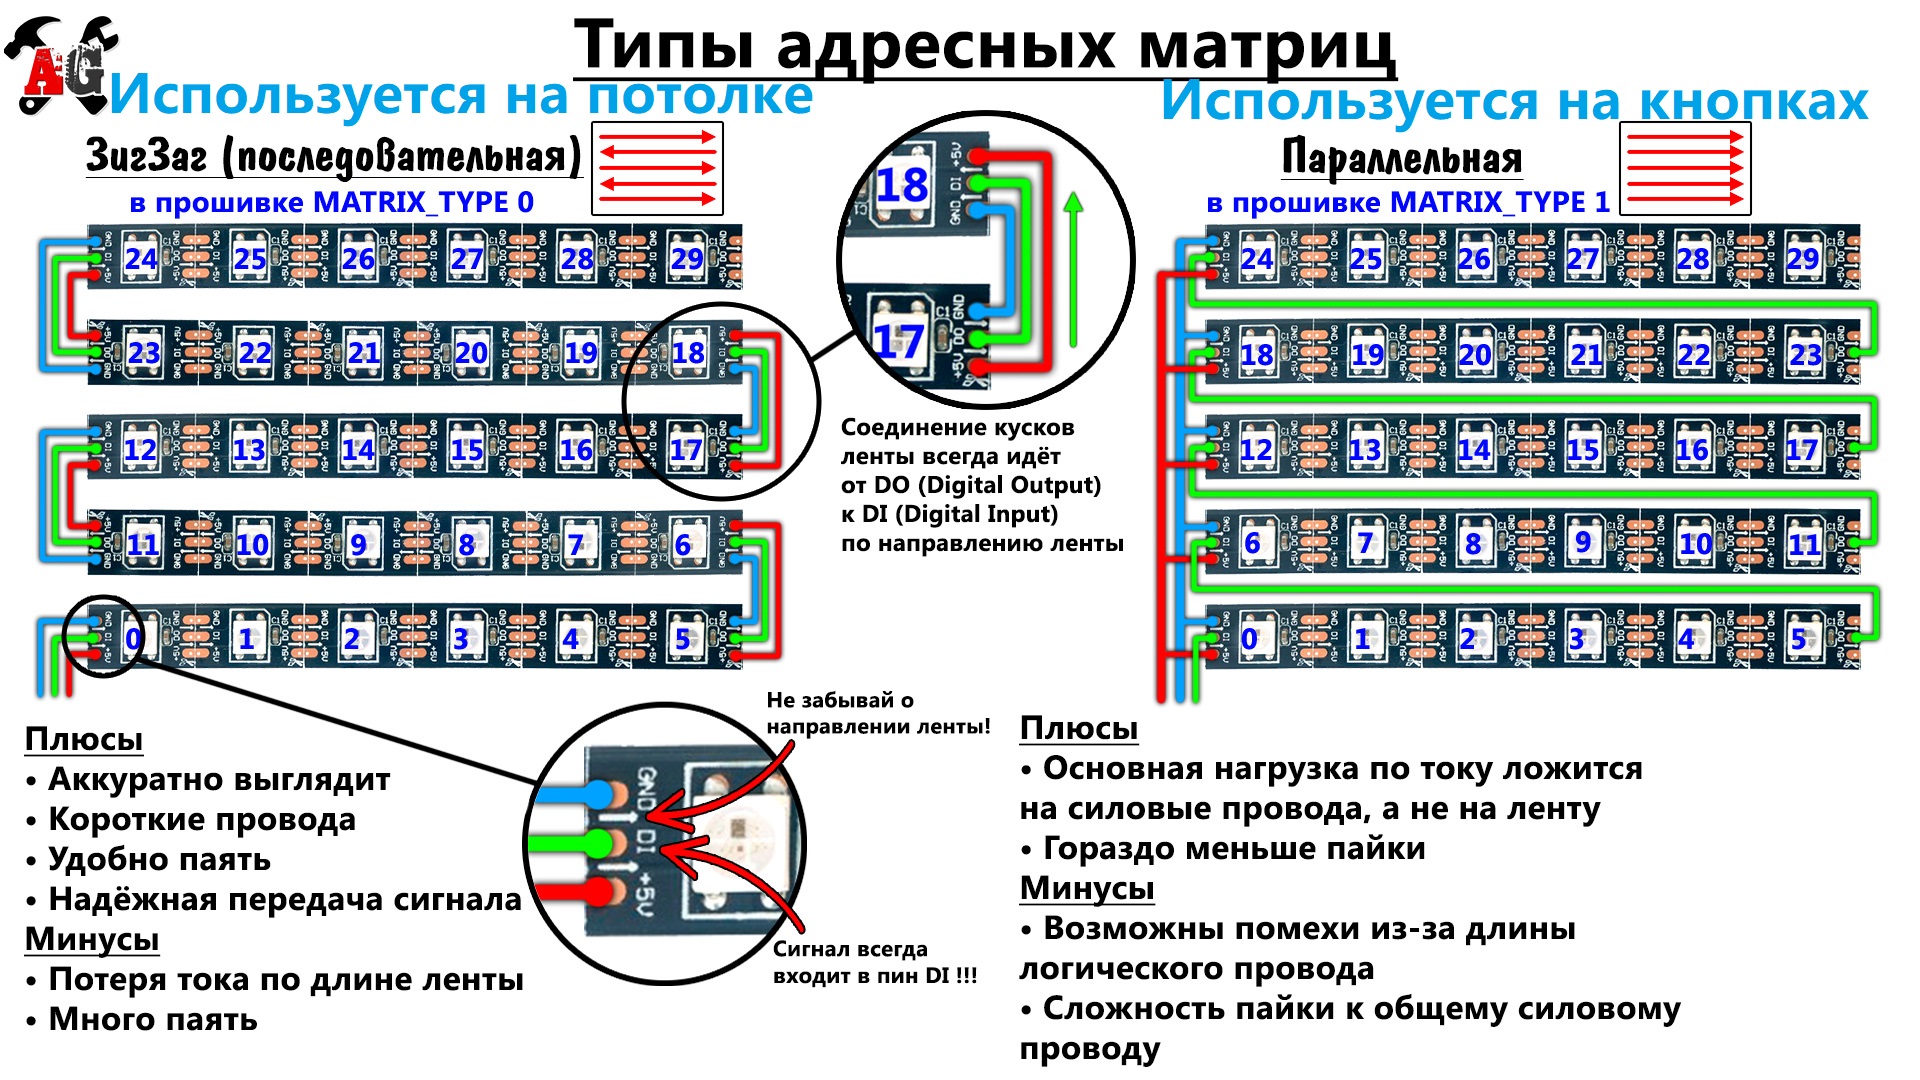 AG
Типы адресных матриц
Используется на потолке
Используется на кнопках
ЗигЗаг (последовательная)
в прошивке MATRIX_TYPE 0
24 25 26 27 28 29
23 22 21 20 19 18
12 13 14 15 16 17
11 10 9 8 7 6
0 1 2 3 4 5
18
+5V
DI
GND
17
C1
GND
DO
+5V
Соединение кусков
ленты всегда идёт
от DO (Digital Output)
к DI (Digital Input)
по направлению ленты
Параллельная
в прошивке MATRIX_TYPE 1
24 25 26 27 28 29
18 19 20 21 22 23
12 13 14 15 16 17
6 7 8 9 10 11
0 1 2 3 4 5
Не забывай о
направлении ленты!
GND
DI
+5V
Сигнал всегда
входит в пин DI !!!
Плюсы
• Аккуратно выглядит
• Короткие провода
• Удобно паять
• Надёжная передача сигнала
Минусы
• Потеря тока по длине ленты
• Много паять
Плюсы
• Основная нагрузка по току ложится
на силовые провода, а не на ленту
• Гораздо меньше пайки
Минусы
• Возможны помехи из-за длины
логического провода
• Сложность пайки к общему силовому
проводу